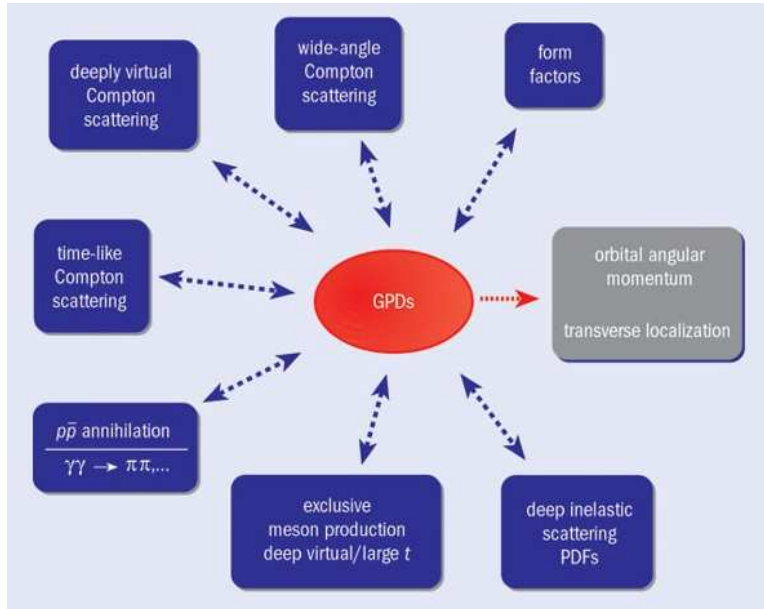 deeply virtual
Compton
scattering
wide-angle
Compton
scattering
form
factors
time-like
Compton
scattering
GPDs
orbital angular
momentum
transverse localization
pp̄ annihilation
γγ → ππ,...
exclusive
meson production
deep virtual/large t
deep inelastic
scattering
PDFs